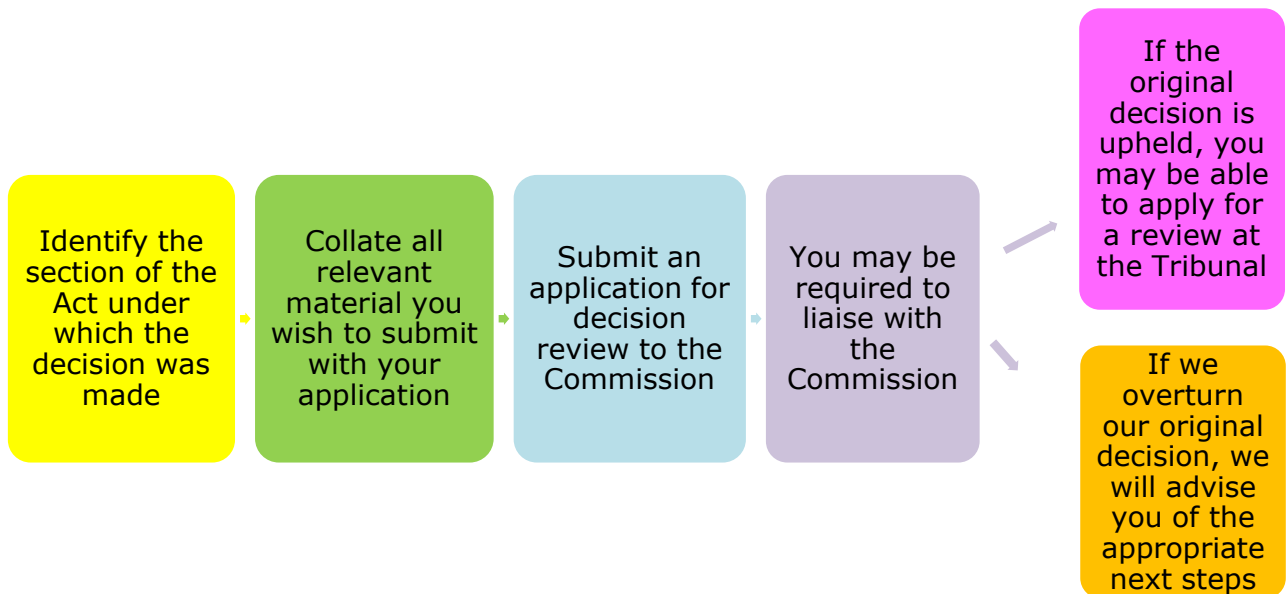 Identify the
section of the
Act under
which the
decision was
made
Collate all
relevant
material you
wish to submit
with your
application
Submit an
application for
decision
review to the
Commission
You may be
required to
liaise with
the
Commission
If the
original
decision is
upheld, you
may be able
to apply for
a review at
the Tribunal
If we
overturn
our original
decision, we
will advise
you of the
appropriate
next steps